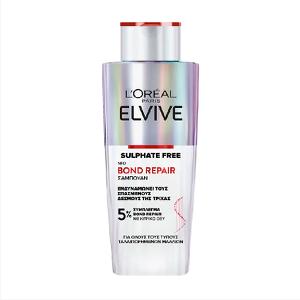 L'ORÉAL
PARIS
ELVIVE
SULPHATE FREE
ΝΕΟ
BOND REPAIR
ΣΑΜΠΟΥΑΝ
ΕΝΔΥΝΑΜΩΝΕΙ ΤΟΥΣ
ΣΠΑΣΜΕΝΟΥΣ
ΔΕΣΜΟΥΣ ΤΗΣ ΤΡΙΧΑΣ
5% ΣΥΜΠΛΕΓΜΑ
BOND REPAIR
ΜΕ ΚΙΤΡΙΚΟ ΟΞΥ
ΓΙΑ ΟΛΟΥΣ ΤΟΥΣ ΤΥΠΟΥΣ
ΤΑΛΑΙΠΩΡΗΜΕΝΩΝ ΜΑΛΛΙΩΝ